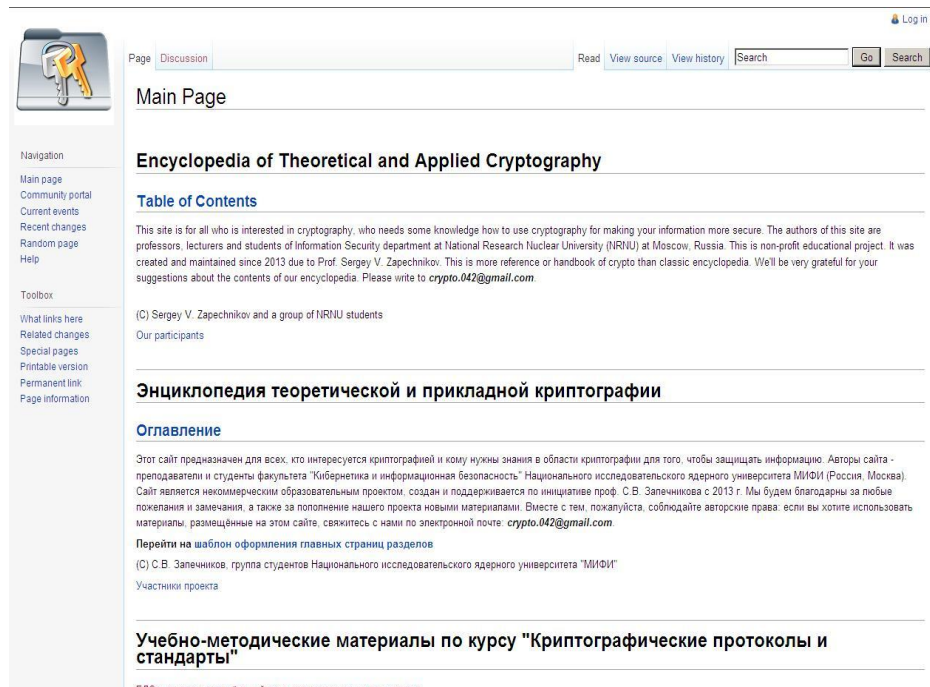 Log in
Page Discussion Read View source View history Search Go Search
Main Page
Navigation
Main page
Community portal
Current events
Recent changes
Random page
Help
Toolbox
What links here
Related changes
Special pages
Printable version
Permanent link
Page information
Encyclopedia of Theoretical and Applied Cryptography
Table of Contents
This site is for all who is interested in cryptography, who needs some knowledge how to use cryptography for making your information more secure. The authors of this site are
professors, lecturers and students of Information Security department at National Research Nuclear University (NRNU) at Moscow, Russia. This is non-profit educational project. It was
created and maintained since 2013 due to Prof. Sergey V. Zapechnikov. This is more reference or handbook of crypto than classic encyclopedia. We'll be very grateful for your
suggestions about the contents of our encyclopedia. Please write to crypto.042@gmail.com.
(C) Sergey V. Zapechnikov and a group of NRNU students
Our participants
Энциклопедия теоретической и прикладной криптографии
Оглавление
Этот сайт предназначен для всех, кто интересуется криптографией и кому нужны знания в области криптографии для того, чтобы защищать информацию. Авторы сайта -
преподаватели и студенты факультета "Кибернетика и информационная безопасность" Национального исследовательского ядерного университета МИФИ (Россия, Москва).
Сайт является некоммерческим образовательным проектом, создан и поддерживается по инициативе проф. С.В. Запечникова с 2013 г. Мы будем благодарны за любые
пожелания и замечания, а также за пополнение нашего проекта новыми материалами. Вместе с тем, пожалуйста, соблюдайте авторские права: если вы хотите использовать
материалы, размещённые на этом сайте, свяжитесь с нами по электронной почте: crypto.042@gmail.com.
Перейти на шаблон оформления главных страниц разделов
(C) С.В. Запечников, группа студентов Национального исследовательского ядерного университета "МИФИ"
Участники проекта
Учебно-методические материалы по курсу "Криптографические протоколы и
стандарты"